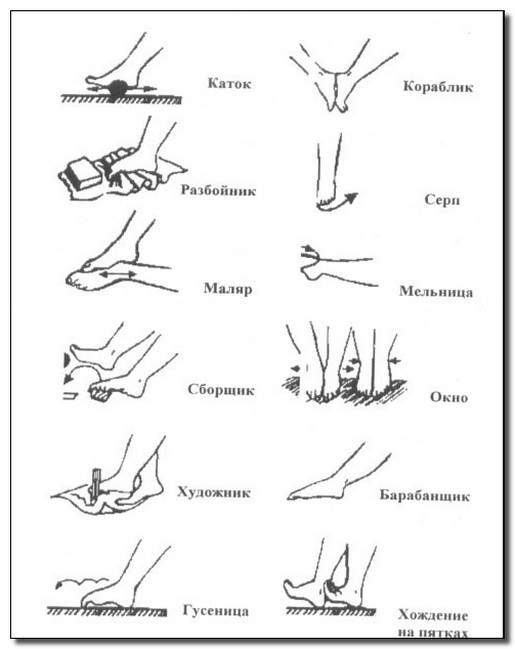 Каток
Кораблик
Разбойник
Серп
Маляр
Мельница
Сборщик
Окно
Художник
Барабанщик
Гусеница
Хождение
на пятках